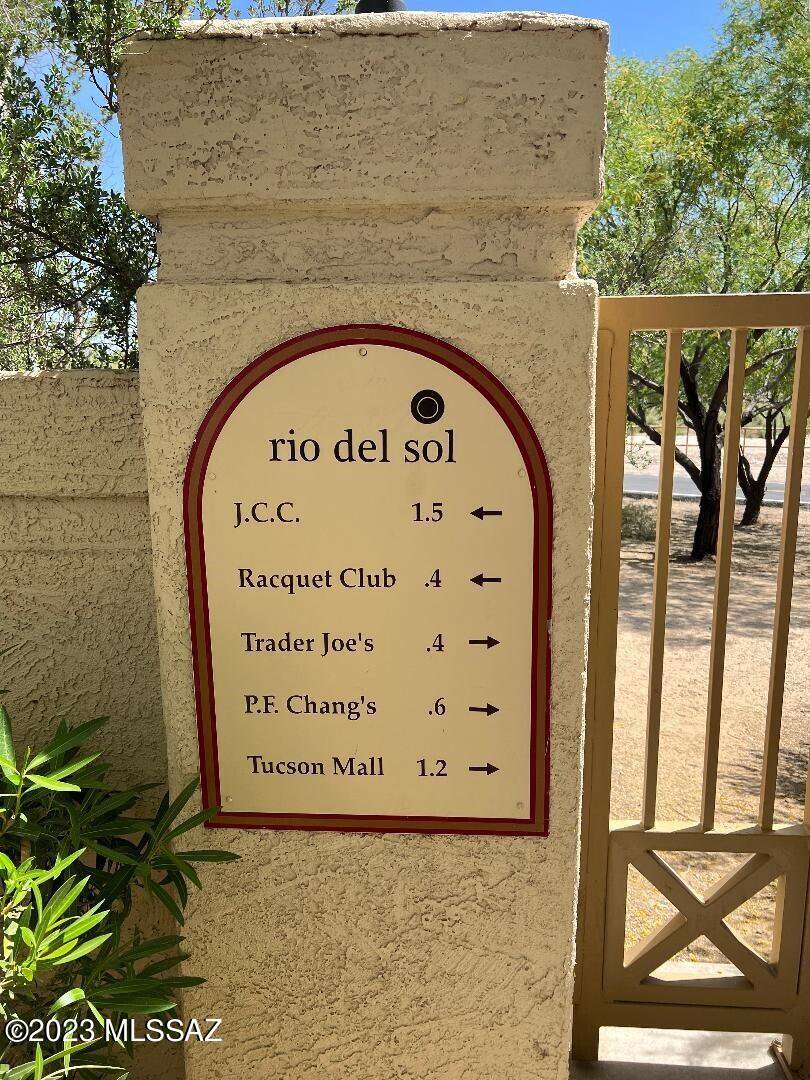 rio del sol
J.C.C. 1.5 ←
Racquet Club .4 ←
Trader Joe's .4 →
P.F. Chang's .6 →
Tucson Mall 1.2 →
©2023 MLSSAZ